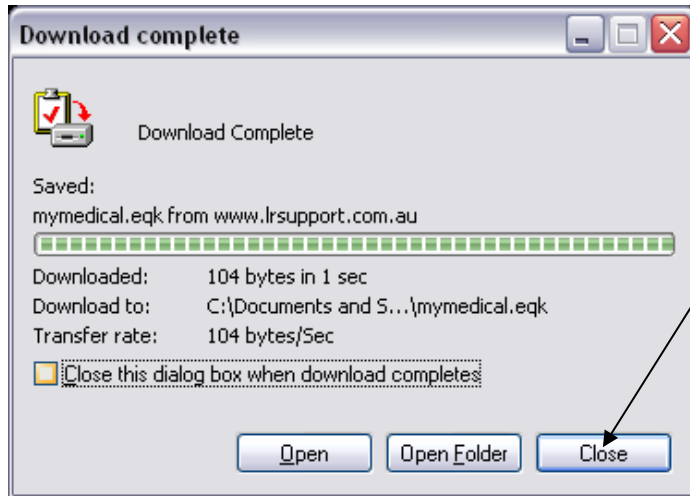 Download complete
Download Complete
Saved:
mymedical.eqk from www.lrsupport.com.au
Downloaded: 104 bytes in 1 sec
Download to: C:\Documents and S...\mymedical.eqk
Transfer rate: 104 bytes/Sec
Close this dialog box when download completes
Open Open Folder Close